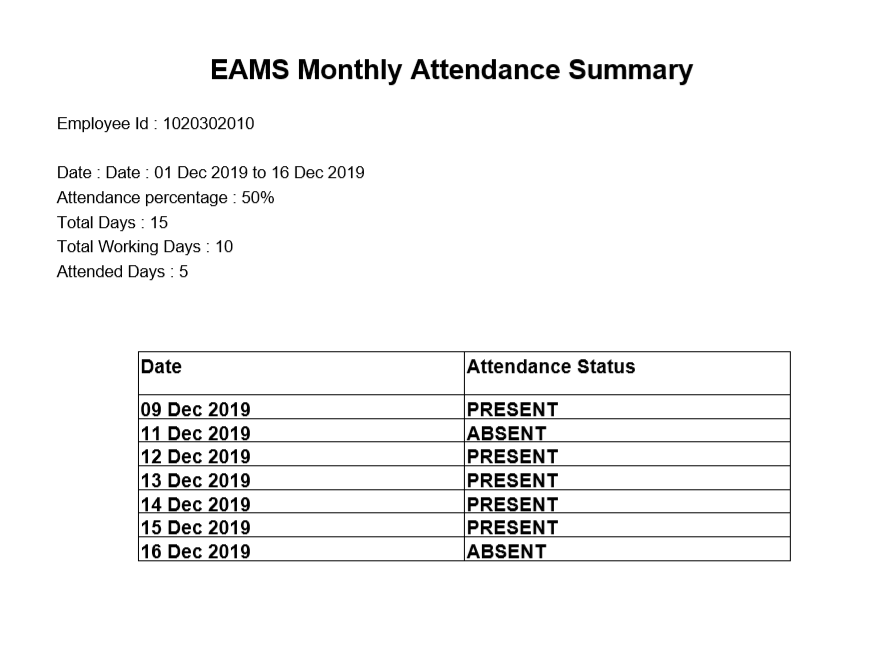 EAMS Monthly Attendance Summary
Employee Id : 1020302010
Date : Date : 01 Dec 2019 to 16 Dec 2019
Attendance percentage : 50%
Total Days : 15
Total Working Days : 10
Attended Days : 5
Date Attendance Status
09 Dec 2019 PRESENT
11 Dec 2019 ABSENT
12 Dec 2019 PRESENT
13 Dec 2019 PRESENT
14 Dec 2019 PRESENT
15 Dec 2019 PRESENT
16 Dec 2019 ABSENT